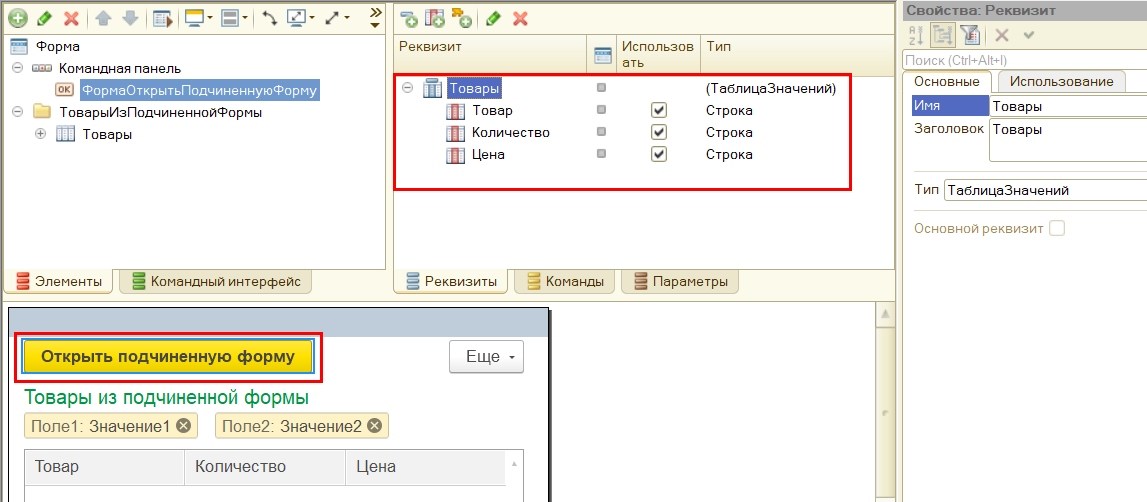 Форма
Командная панель
OK ФормаОткрытьПодчиненнуюФорму
ТоварыИзПодчиненнойФормы
Товары
Элементы
Командный интерфейс
Реквизит
Использовать
Тип
Товары (ТаблицаЗначений)
Товар Строка
Количество Строка
Цена Строка
Реквизиты
Команды
Параметры
Свойства: Реквизит
Поиск (Ctrl+Alt+I)
Основные
Использование
Имя Товары
Заголовок Товары
Тип ТаблицаЗначений
Основной реквизит
Открыть подчиненную форму
Еще
Товары из подчиненной формы
Поле1: Значение1 Поле2: Значение2
Товар Количество Цена